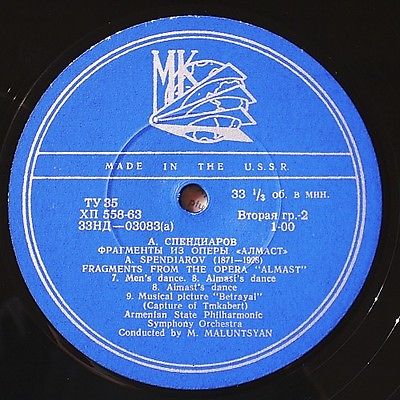 МК
MADE IN THE U.S.S.R.
ТУ 35
ХП 558-63
33НД—03083(а)
33 1/3 об. в мин.
Вторая гр.-2
1-00
А. СПЕНДИАРОВ
ФРАГМЕНТЫ ИЗ ОПЕРЫ «АЛМАСТ»
A. SPENDIAROV (1871—1928)
FRAGMENTS FROM THE OPERA "ALMAST"
7. Men's dance. 8. Almast's dance
8. Almast's dance
9. Musical picture "Betrayal"
(Capture of Tmkabert)
Armenian State Philharmonic
Symphony Orchestra
Conducted by M. MALUNTSYAN